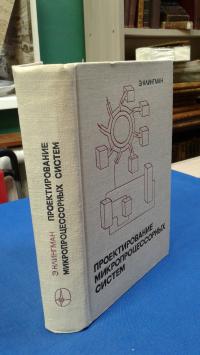 Э.КЛИНГМАН
ПРОЕКТИРОВАНИЕ
МИКРОПРОЦЕССОРНЫХ СИСТЕМ
Э.КЛИНГМАН
ПРОЕКТИРОВАНИЕ
МИКРОПРОЦЕССОРНЫХ
СИСТЕМ